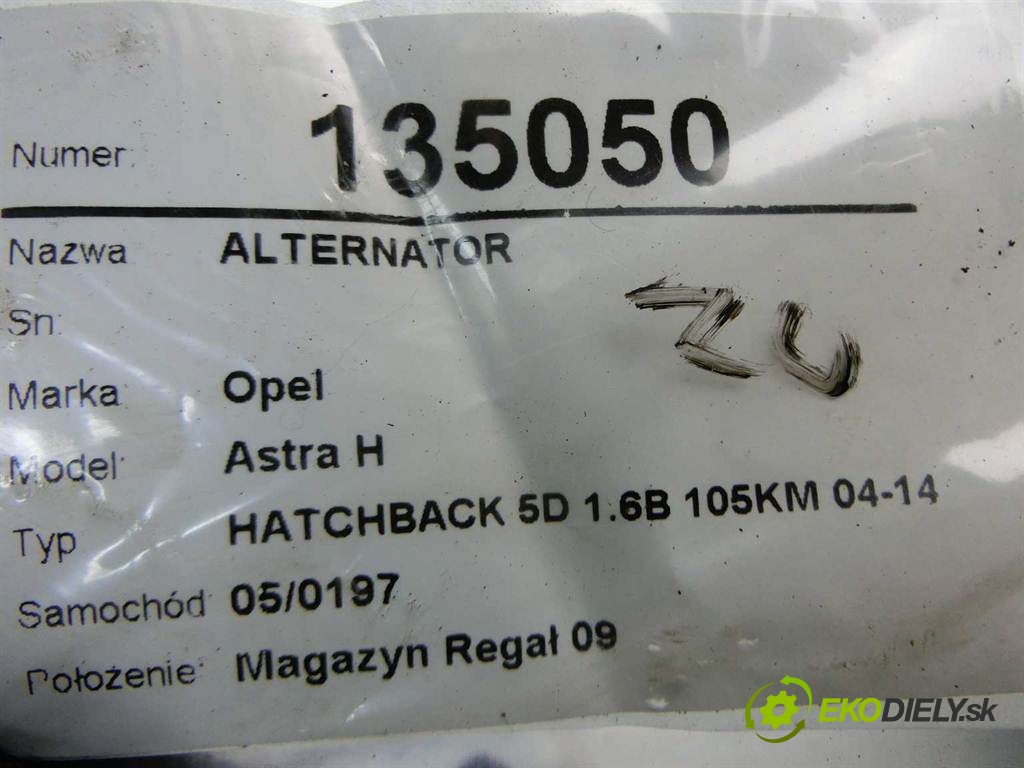 Numer: 135050
Nazwa ALTERNATOR
Sn:
Marka Opel
Model: Astra H
Typ HATCHBACK 5D 1.6B 105KM 04-14
Samochód 05/0197
Położenie: Magazyn Regał 09
EKODIELY.sk